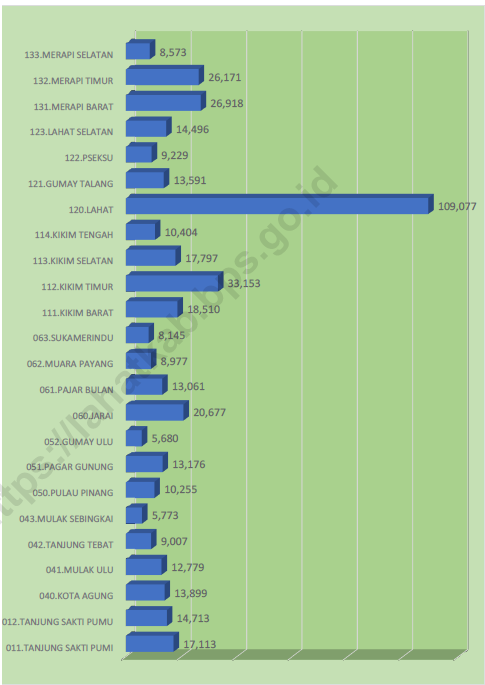 133.MERAPI SELATAN 8,573
132.MERAPI TIMUR 26,171
131.MERAPI BARAT 26,918
123.LAHAT SELATAN 14,496
122.PSEKSU 9,229
121.GUMAY TALANG 13,591
120.LAHAT 109,077
114.KIKIM TENGAH 10,404
113.KIKIM SELATAN 17,797
112.KIKIM TIMUR 33,153
111.KIKIM BARAT 18,510
063.SUKAMERINDU 8,145
062.MUARA PAYANG 8,977
061.PAJAR BULAN 13,061
060.JARAI 20,677
052.GUMAY ULU 5,680
051.PAGAR GUNUNG 13,176
050.PULAU PINANG 10,255
043.MULAK SEBINGKAI 5,773
042.TANJUNG TEBAT 9,007
041.MULAK ULU 12,779
040.KOTA AGUNG 13,899
012.TANJUNG SAKTI PUMU 14,713
011.TANJUNG SAKTI PUMI 17,113
ttps://lahatkab.bps.go.id